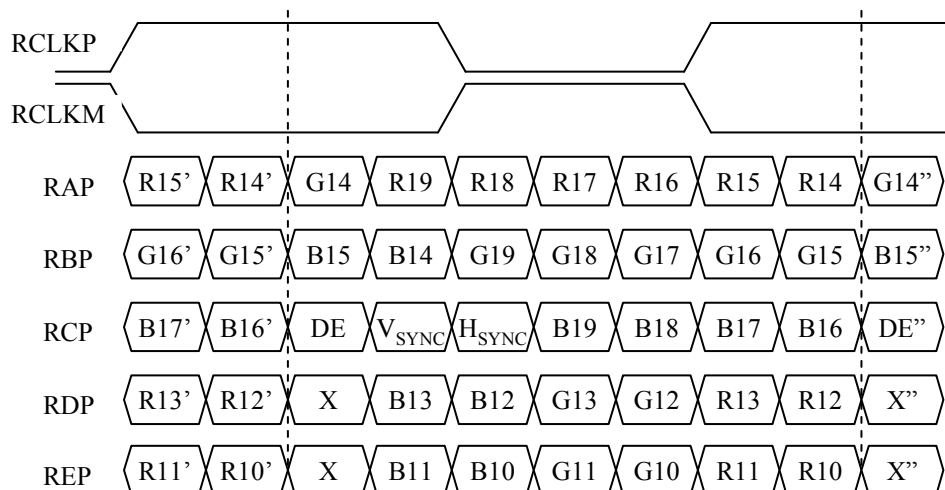 RCLKP
RCLKM
RAP R15’ R14’ G14 R19 R18 R17 R16 R15 R14 G14”
RBP G16’ G15’ B15 B14 G19 G18 G17 G16 G15 B15”
RCP B17’ B16’ DE VSYNC HSYNC B19 B18 B17 B16 DE”
RDP R13’ R12’ X B13 B12 G13 G12 R13 R12 X”
REP R11’ R10’ X B11 B10 G11 G10 R11 R10 X”